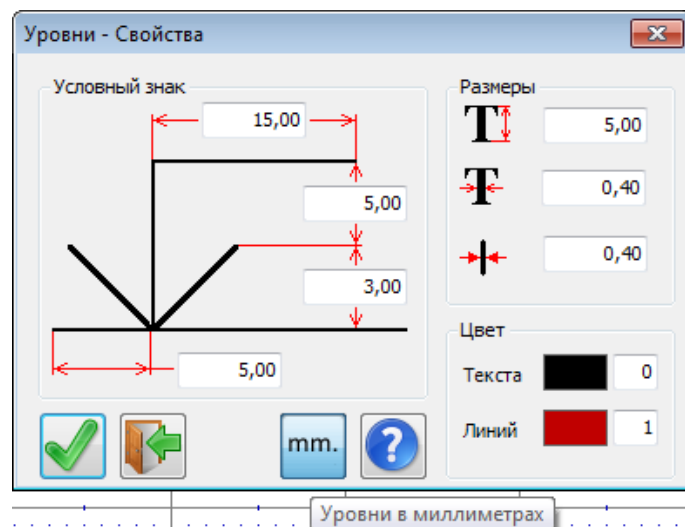 Уровни - Свойства
Условный знак
15,00
5,00
3,00
5,00
Размеры
T 5,00
T 0,40
0,40
Цвет
Текста 0
Линий 1
mm. ?
Уровни в миллиметрах